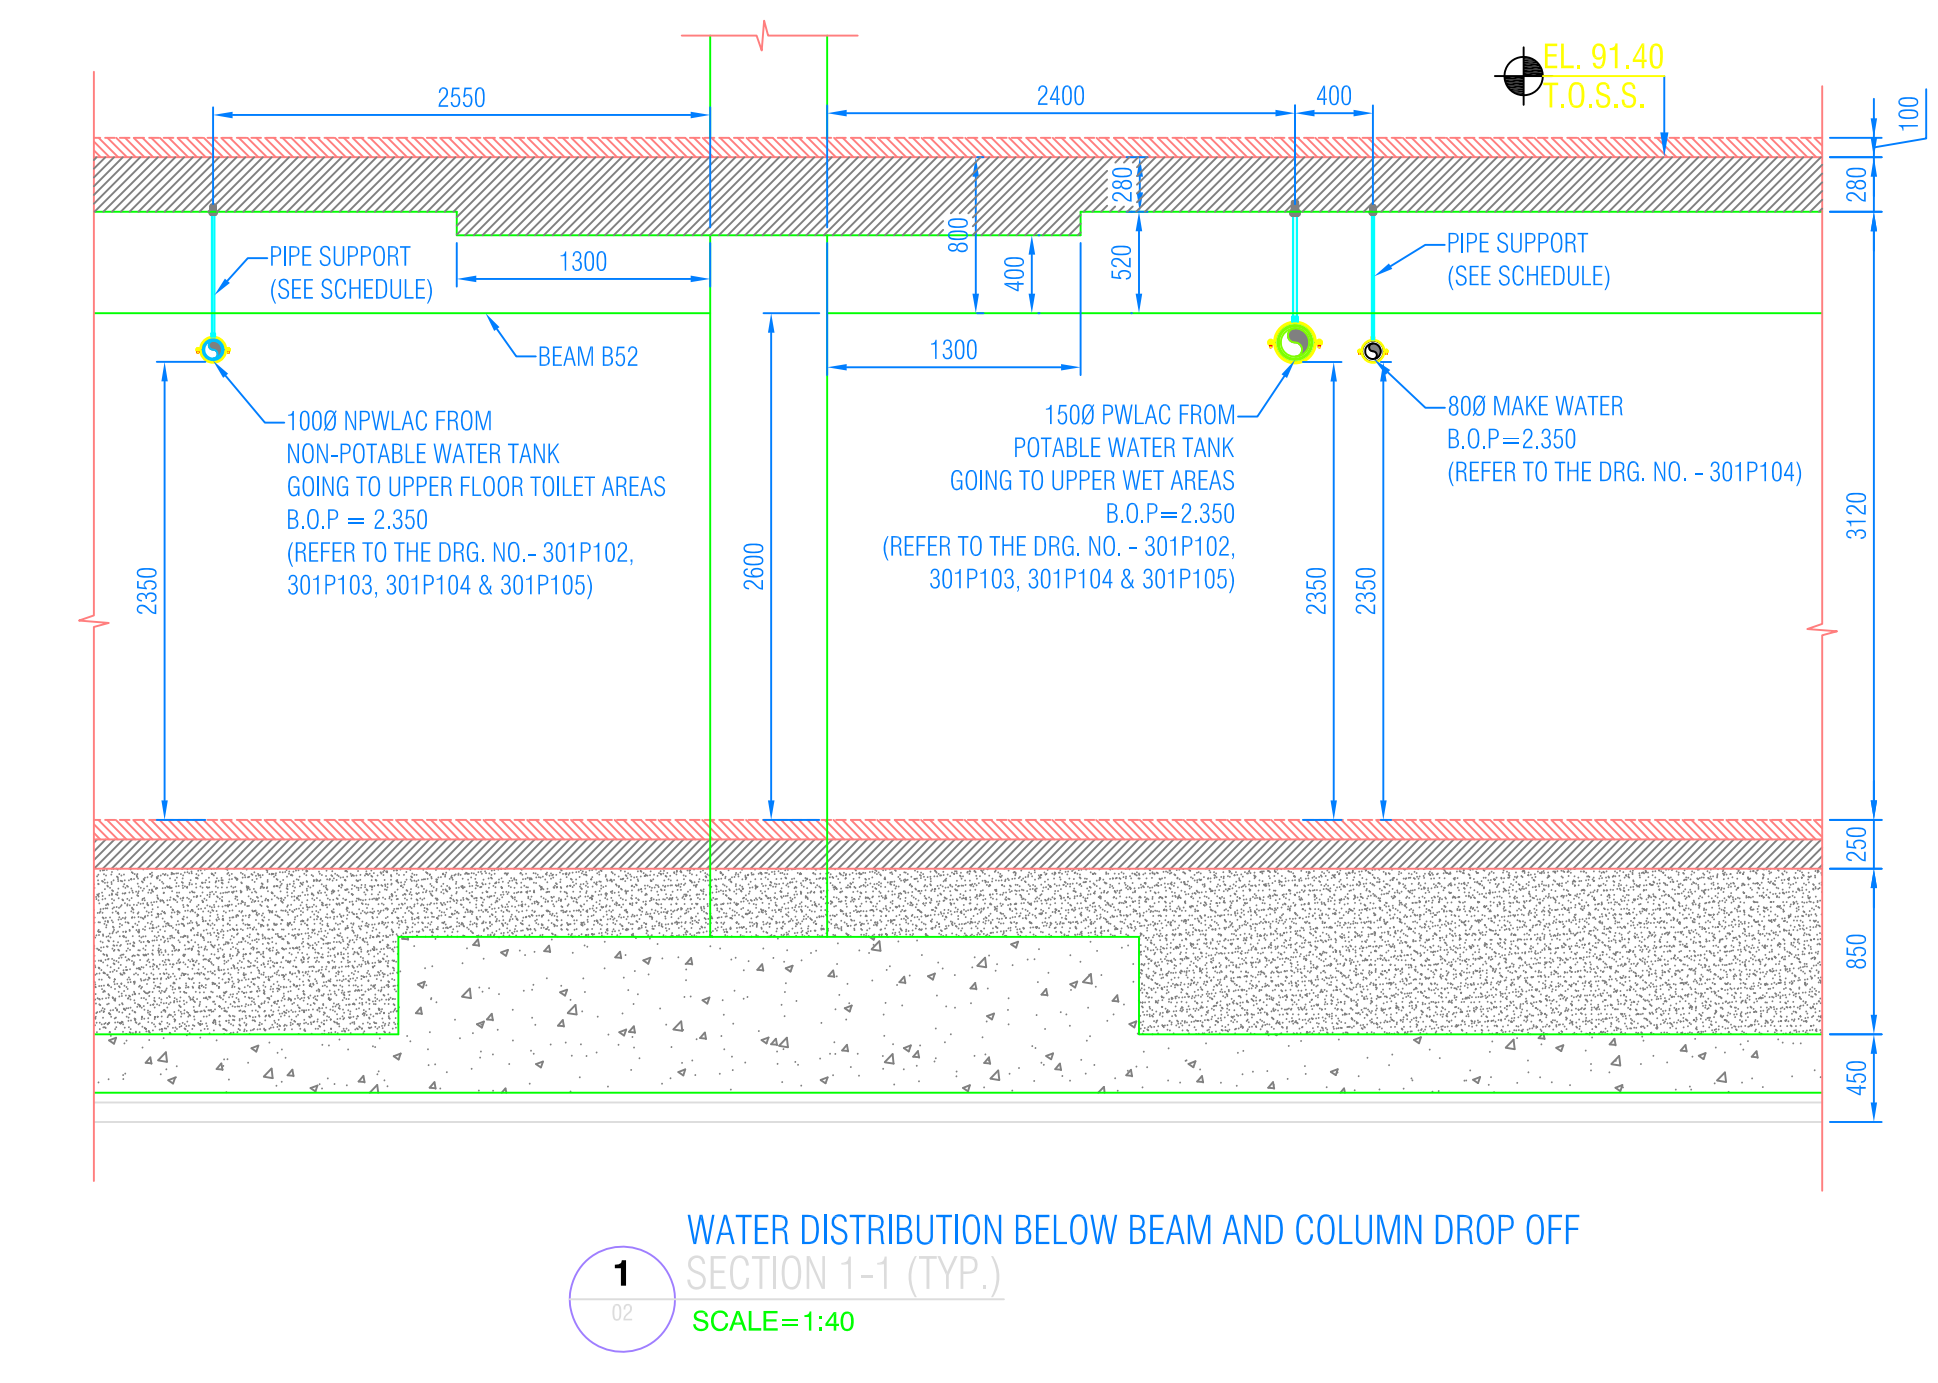 EL. 91.40
T.O.S.S.
2550
2400
400
100
280
280
800
520
400
1300
PIPE SUPPORT
(SEE SCHEDULE)
PIPE SUPPORT
(SEE SCHEDULE)
BEAM B52
1300
100Ø NPWLAC FROM
NON-POTABLE WATER TANK
GOING TO UPPER FLOOR TOILET AREAS
B.O.P = 2.350
(REFER TO THE DRG. NO.- 301P102,
301P103, 301P104 & 301P105)
150Ø PWLAC FROM
POTABLE WATER TANK
GOING TO UPPER WET AREAS
B.O.P=2.350
(REFER TO THE DRG. NO. - 301P102,
301P103, 301P104 & 301P105)
80Ø MAKE WATER
B.O.P=2.350
(REFER TO THE DRG. NO. - 301P104)
2350
2600
2350
2350
3120
250
850
450
WATER DISTRIBUTION BELOW BEAM AND COLUMN DROP OFF
1
SECTION 1-1 (TYP.)
02
SCALE=1:40